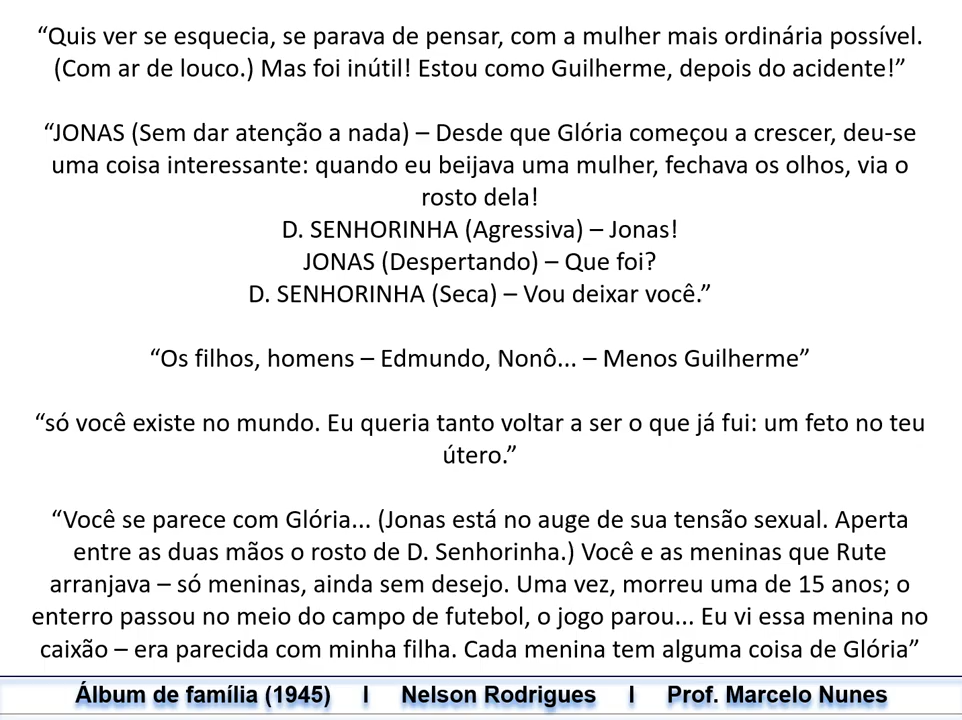 “Quis ver se esquecia, se parava de pensar, com a mulher mais ordinária possível.
(Com ar de louco.) Mas foi inútil! Estou como Guilherme, depois do acidente!”
“JONAS (Sem dar atenção a nada) – Desde que Glória começou a crescer, deu-se
uma coisa interessante: quando eu beijava uma mulher, fechava os olhos, via o
rosto dela!
D. SENHORINHA (Agressiva) – Jonas!
JONAS (Despertando) – Que foi?
D. SENHORINHA (Seca) – Vou deixar você.”
“Os filhos, homens – Edmundo, Nonô... – Menos Guilherme”
“só você existe no mundo. Eu queria tanto voltar a ser o que já fui: um feto no teu
útero.”
“Você se parece com Glória... (Jonas está no auge de sua tensão sexual. Aperta
entre as duas mãos o rosto de D. Senhorinha.) Você e as meninas que Rute
arranjava – só meninas, ainda sem desejo. Uma vez, morreu uma de 15 anos; o
enterro passou no meio do campo de futebol, o jogo parou... Eu vi essa menina no
caixão – era parecida com minha filha. Cada menina tem alguma coisa de Glória”
Álbum de família (1945) I Nelson Rodrigues I Prof. Marcelo Nunes